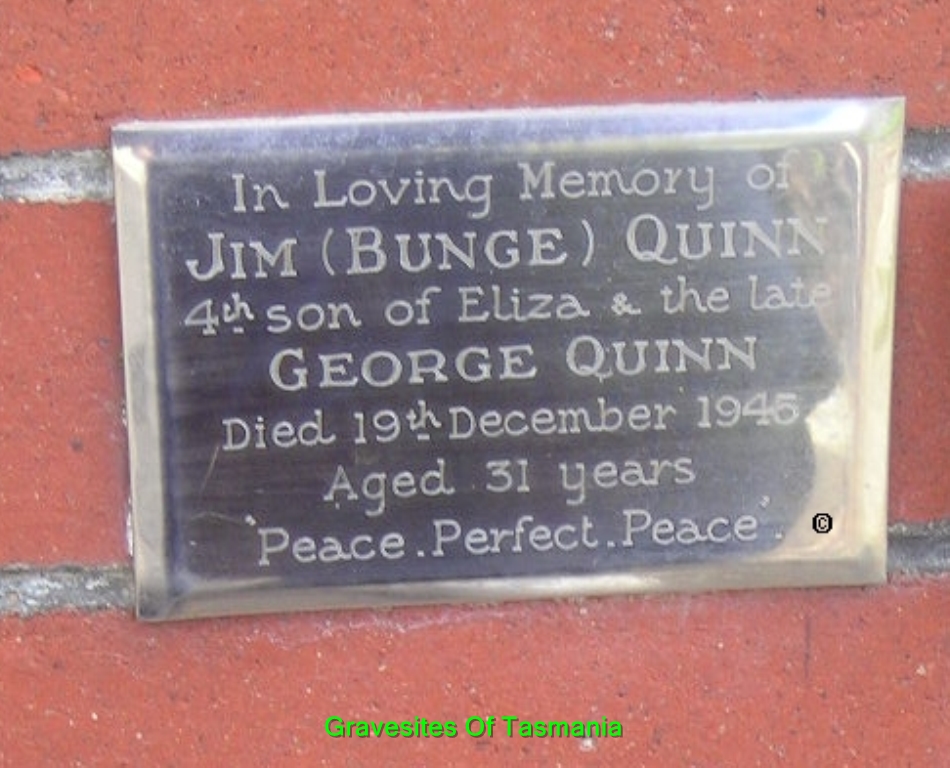 In Loving Memory of
JIM (BUNGE) QUINN
4th son of Eliza & the late
GEORGE QUINN
Died 19th December 1945
Aged 31 years
"Peace.Perfect.Peace".
©
Gravesites Of Tasmania